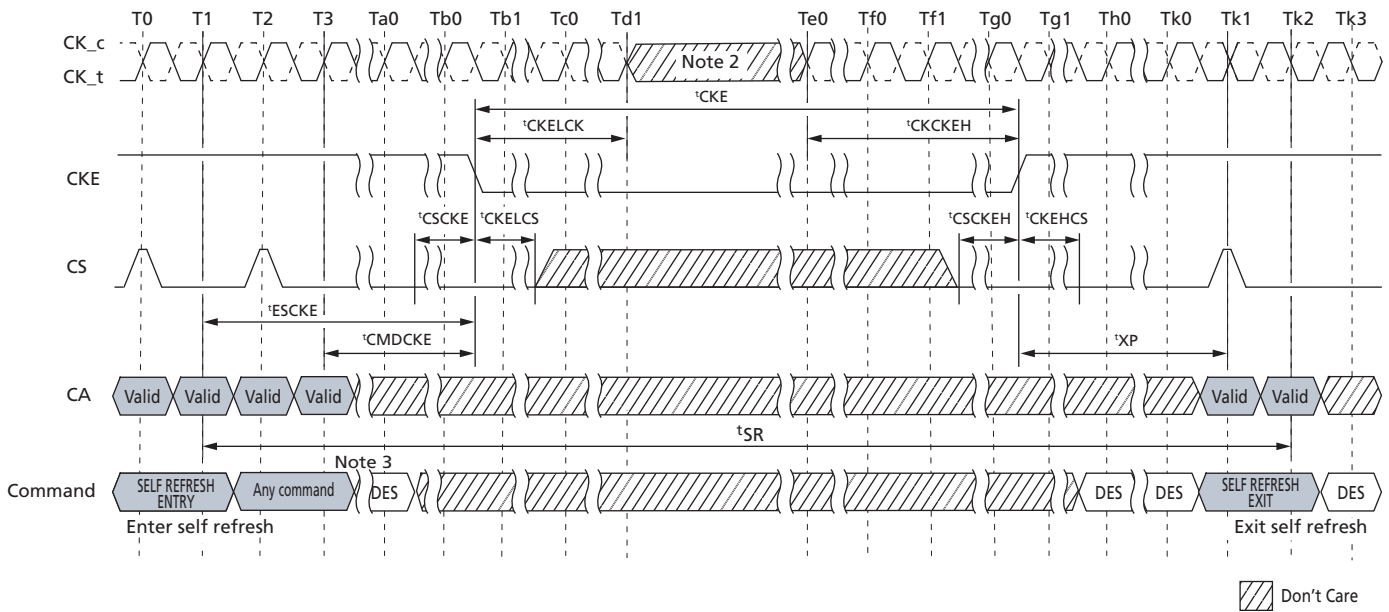 T0 T1 T2 T3 Ta0 Tb0 Tb1 Tc0 Td1 Te0 Tf0 Tf1 Tg0 Tg1 Th0 Tk0 Tk1 Tk2 Tk3
CK_c
CK_t
Note 2
tCKE
tCKELCK tCKCKEH
CKE
tCSCKE tCKELCS tCSCKEH tCKEHCS
CS
tESCKE
tCMDCKE tXP
CA Valid Valid Valid Valid Valid Valid
tSR
Note 3
Command SELF REFRESH ENTRY Any command DES DES DES SELF REFRESH EXIT DES
Enter self refresh Exit self refresh
Don't Care